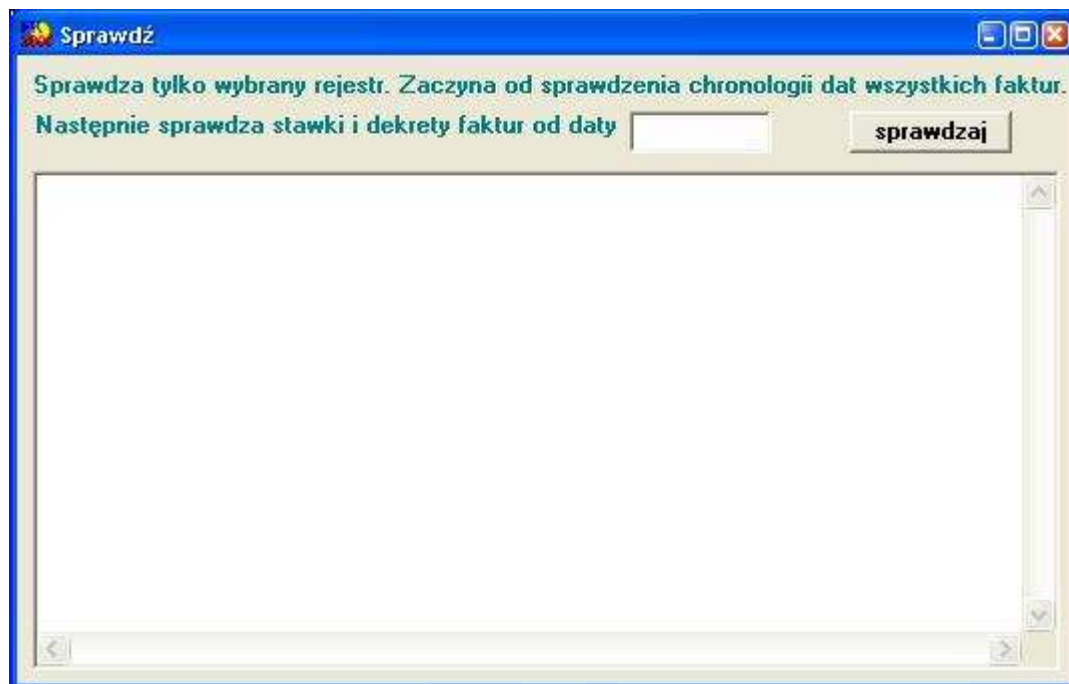 Sprawdź
Sprawdza tylko wybrany rejestr. Zaczyna od sprawdzenia chronologii dat wszystkich faktur.
Następnie sprawdza stawki i dekrety faktur od daty
sprawdzaj